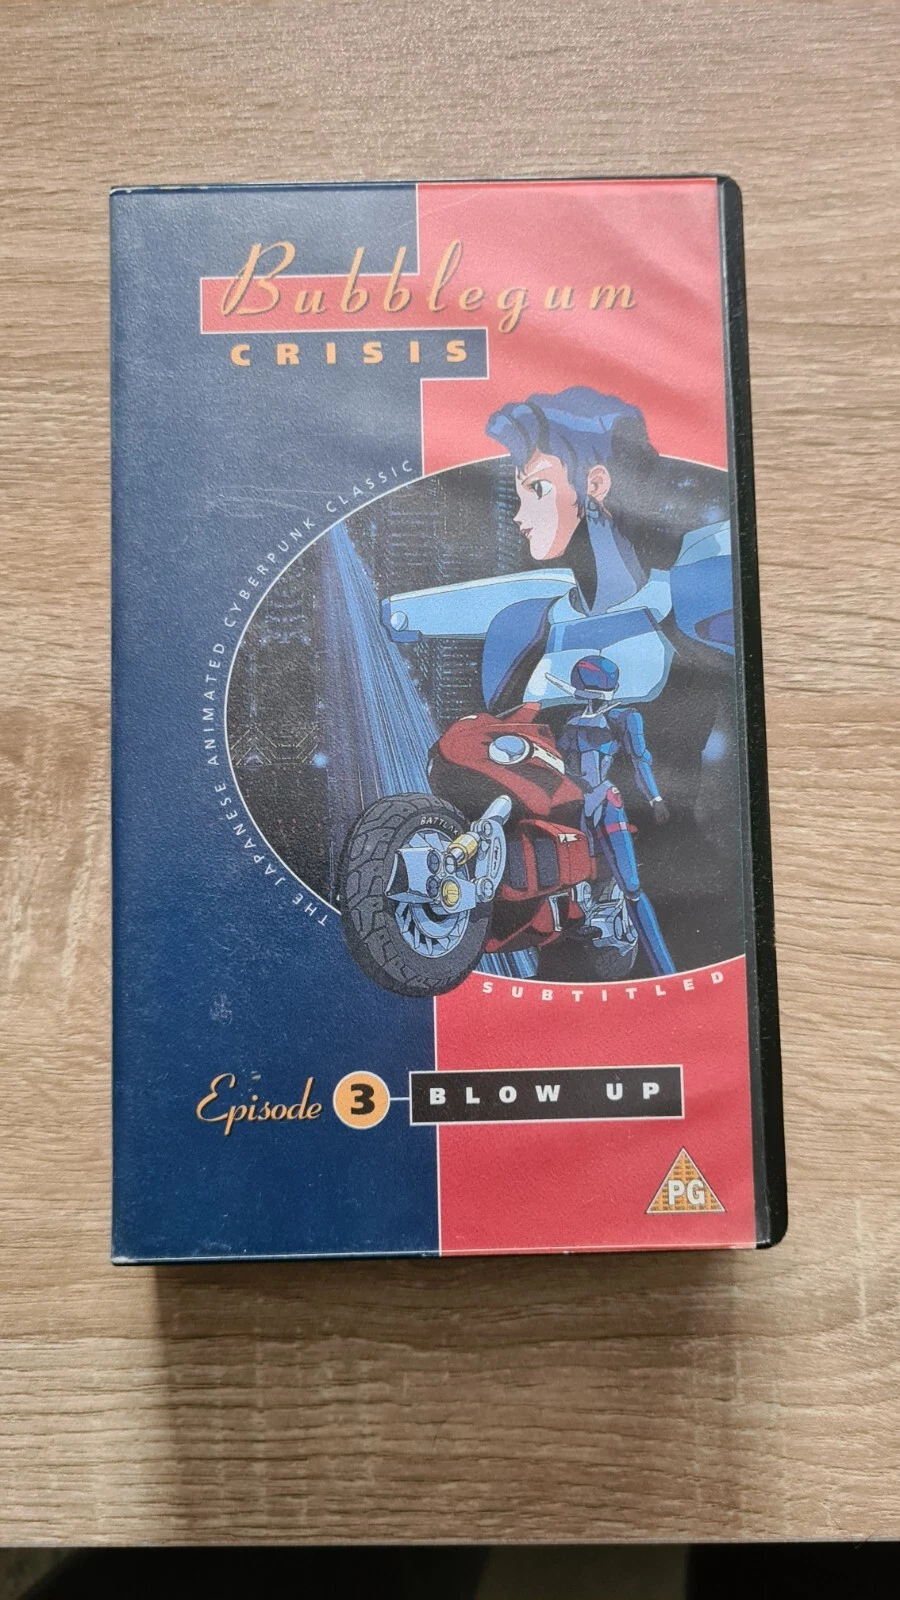 Bubblegum
CRISIS
THE JAPANESE ANIMATED CYBERPUNK CLASSIC
SUBTITLED
Episode 3 BLOW UP
PG